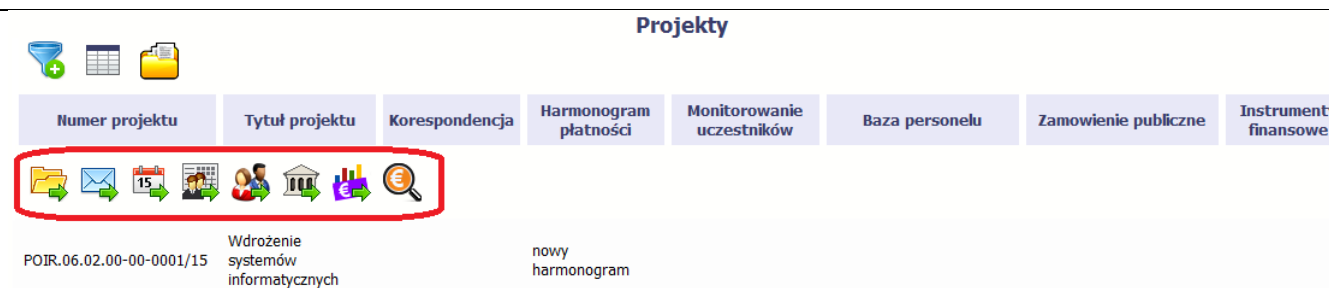 Projekty
Numer projektu
Tytuł projektu
Korespondencja
Harmonogram
płatności
Monitorowanie
uczestników
Baza personelu
Zamowienie publiczne
Instrument
finansowe
15
POIR.06.02.00-00-0001/15
Wdrożenie
systemów
informatycznych
nowy
harmonogram